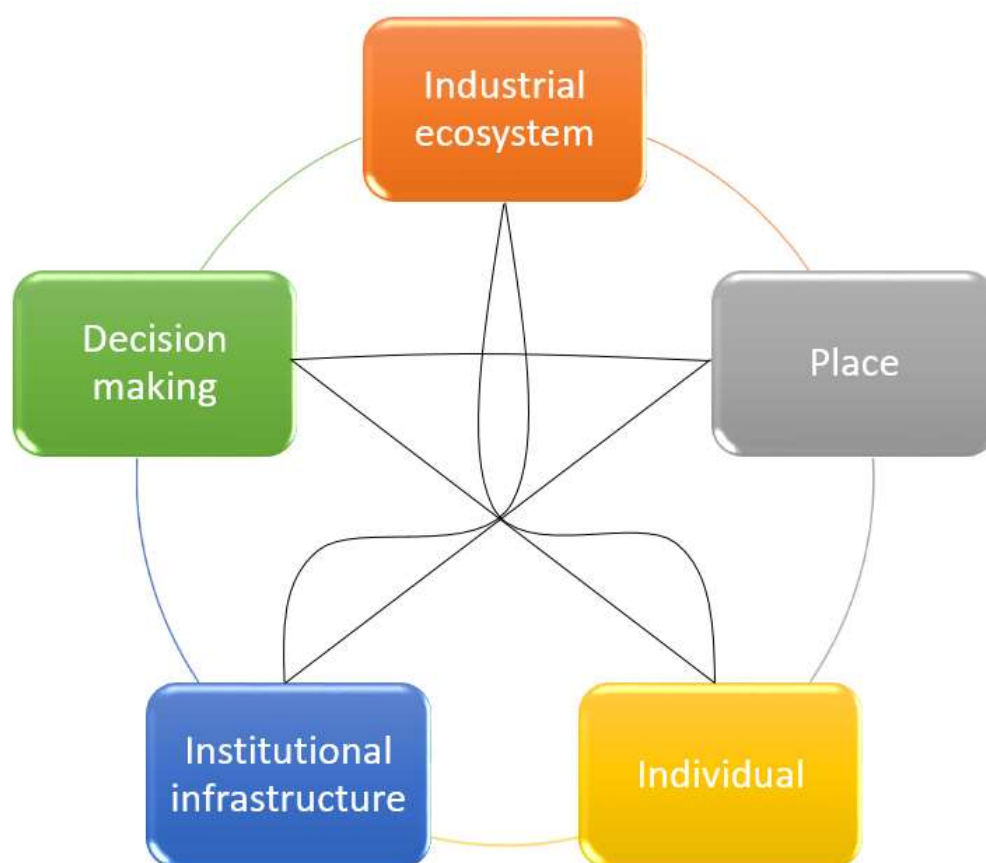 Industrial
ecosystem
Decision
making
Place
Institutional
infrastructure
Individual